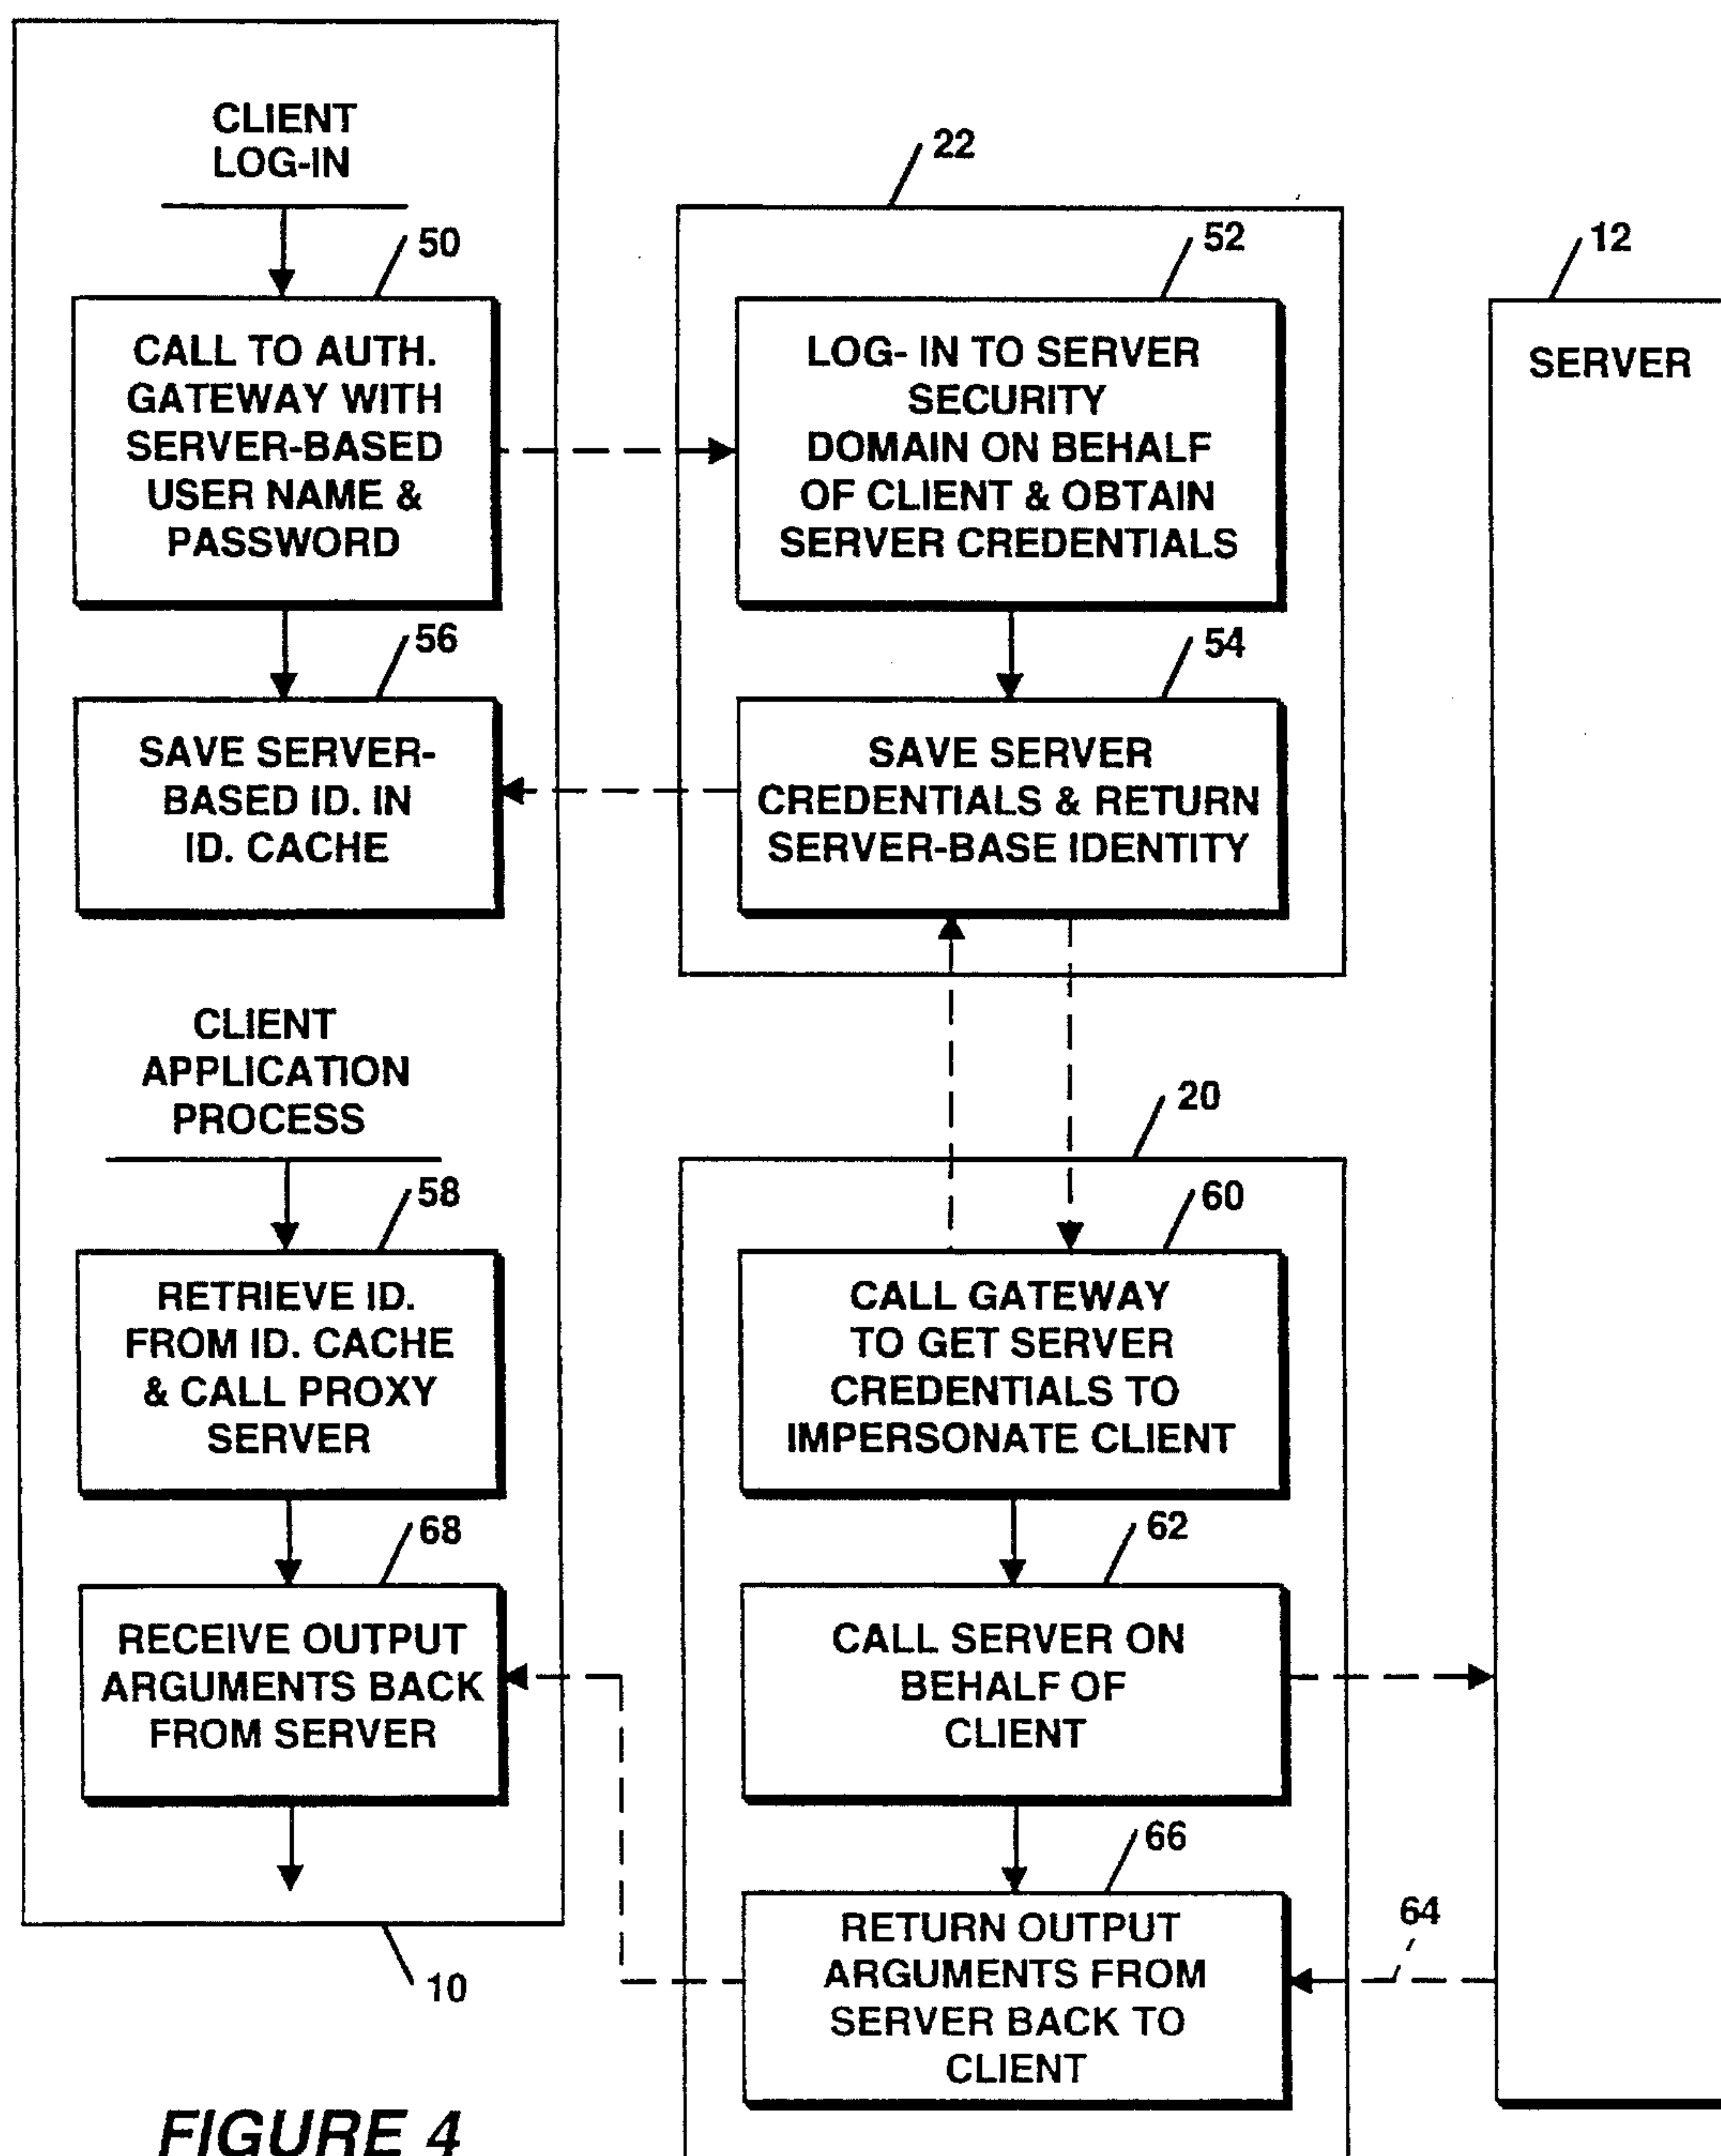 CLIENT
LOG-IN
50
CALL TO AUTH.
GATEWAY WITH
SERVER-BASED
USER NAME &
PASSWORD
56
SAVE SERVER-
BASED ID. IN
ID. CACHE
CLIENT
APPLICATION
PROCESS
58
RETRIEVE ID.
FROM ID. CACHE
& CALL PROXY
SERVER
68
RECEIVE OUTPUT
ARGUMENTS BACK
FROM SERVER
10
22
52
LOG- IN TO SERVER
SECURITY
DOMAIN ON BEHALF
OF CLIENT & OBTAIN
SERVER CREDENTIALS
54
SAVE SERVER
CREDENTIALS & RETURN
SERVER-BASE IDENTITY
20
60
CALL GATEWAY
TO GET SERVER
CREDENTIALS TO
IMPERSONATE CLIENT
62
CALL SERVER ON
BEHALF OF
CLIENT
66
RETURN OUTPUT
ARGUMENTS FROM
SERVER BACK TO
CLIENT
64
12
SERVER
FIGURE 4